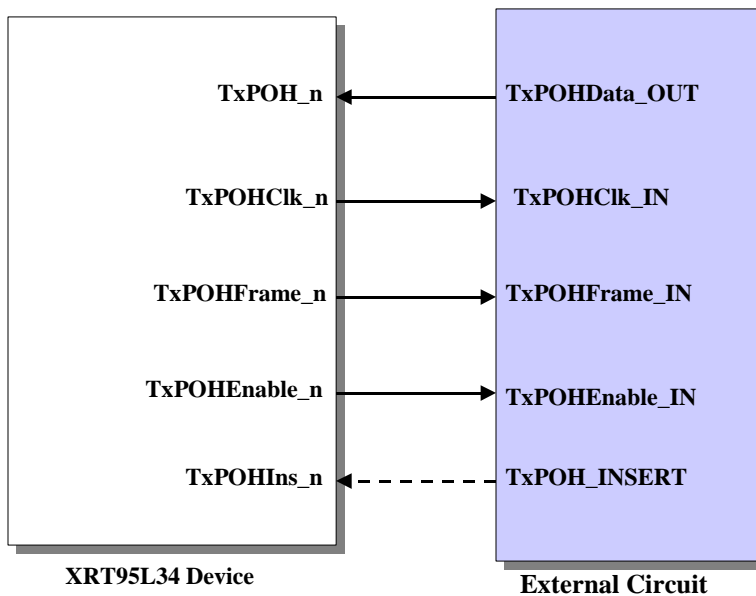 TxPOH_n
TxPOHData_OUT
TxPOHClk_n
TxPOHClk_IN
TxPOHFrame_n
TxPOHFrame_IN
TxPOHEnable_n
TxPOHEnable_IN
TxPOHIns_n
TxPOH_INSERT
XRT95L34 Device
External Circuit